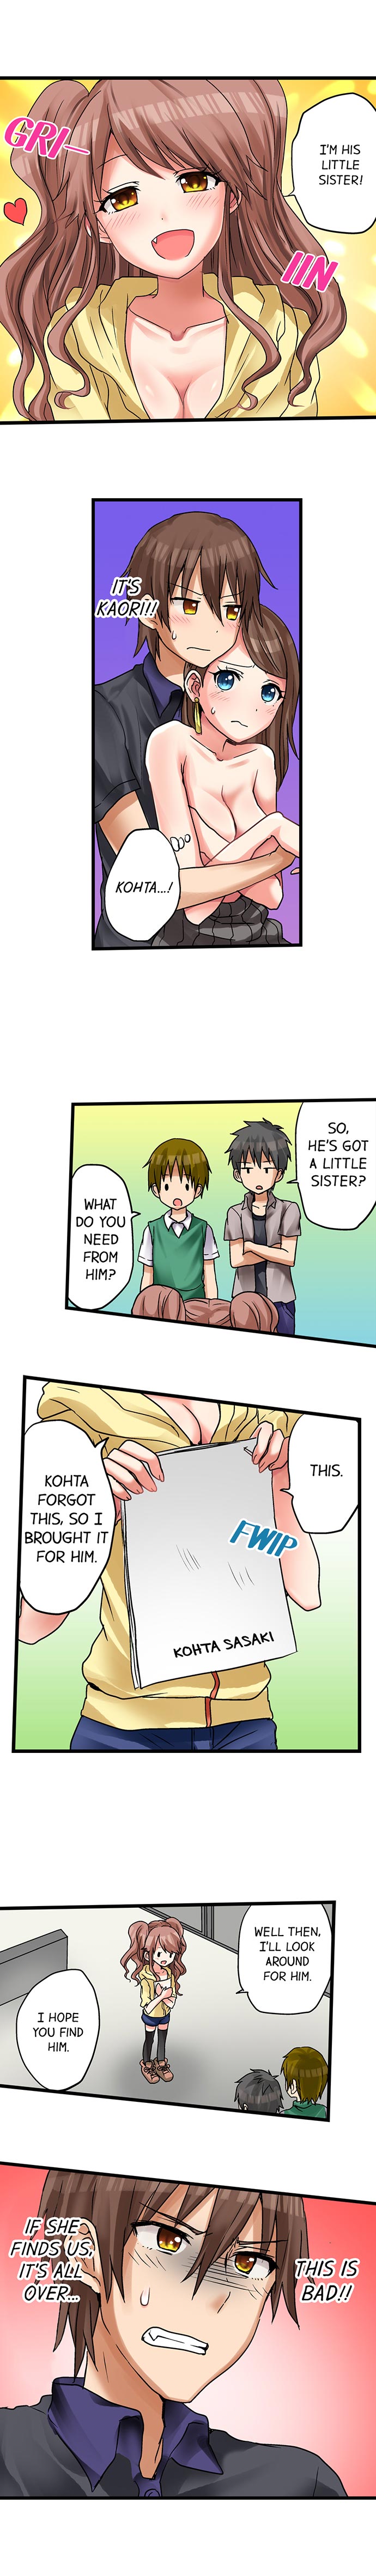 GRI—
I'M HIS
LITTLE
SISTER!
IIN
IT'S
KAORI!!
KOHTA...!
SO,
HE'S GOT
A LITTLE
SISTER?
WHAT
DO YOU
NEED
FROM
HIM?
THIS.
KOHTA
FORGOT
THIS, SO I
BROUGHT IT
FOR HIM.
FWIP
KOHTA SASAKI
WELL THEN,
I'LL LOOK
AROUND
FOR HIM.
I HOPE
YOU FIND
HIM.
THIS IS
BAD!!
IF SHE
FINDS US,
IT'S ALL
OVER...